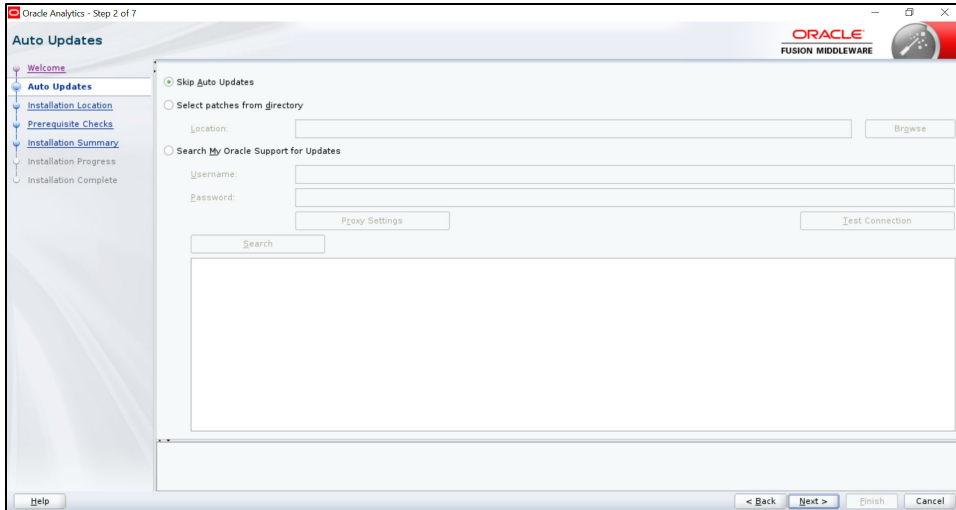 Oracle Analytics - Step 2 of 7
Auto Updates
ORACLE
FUSION MIDDLEWARE
Welcome
Auto Updates
Installation Location
Prerequisite Checks
Installation Summary
Installation Progress
Installation Complete
Skip Auto Updates
Select patches from directory
Location:
Browse
Search My Oracle Support for Updates
Username:
Password:
Proxy Settings
Test Connection
Search
Help
< Back
Next >
Finish
Cancel